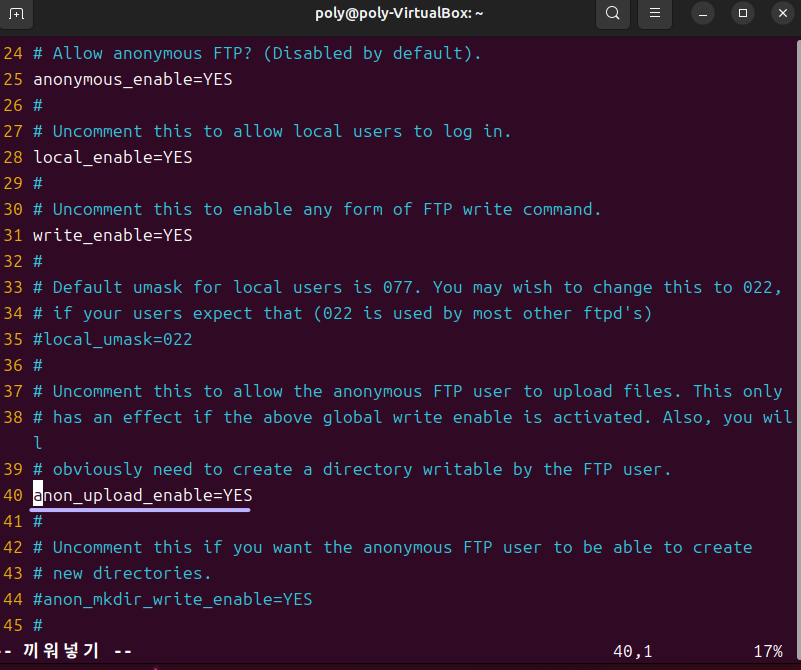 poly@poly-VirtualBox: ~
24 # Allow anonymous FTP? (Disabled by default).
25 anonymous_enable=YES
26 #
27 # Uncomment this to allow local users to log in.
28 local_enable=YES
29 #
30 # Uncomment this to enable any form of FTP write command.
31 write_enable=YES
32 #
33 # Default umask for local users is 077. You may wish to change this to 022,
34 # if your users expect that (022 is used by most other ftpd's)
35 #local_umask=022
36 #
37 # Uncomment this to allow the anonymous FTP user to upload files. This only
38 # has an effect if the above global write enable is activated. Also, you wil
l
39 # obviously need to create a directory writable by the FTP user.
40 anon_upload_enable=YES
41 #
42 # Uncomment this if you want the anonymous FTP user to be able to create
43 # new directories.
44 #anon_mkdir_write_enable=YES
45 #
-- 끼워넣기 -- 40,1 17%